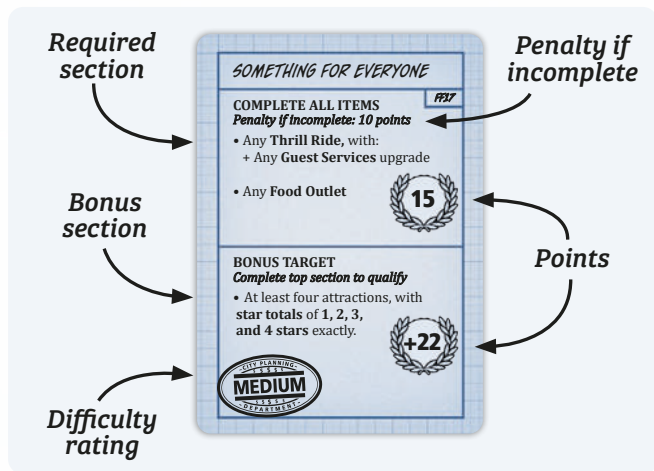 Required
section
Penalty if
incomplete
SOMETHING FOR EVERYONE
FF17
COMPLETE ALL ITEMS
Penalty if incomplete: 10 points
• Any Thrill Ride, with:
+ Any Guest Services upgrade
• Any Food Outlet
15
Bonus
section
Points
BONUS TARGET
Complete top section to qualify
• At least four attractions, with
star totals of 1, 2, 3,
and 4 stars exactly.
+22
CITY PLANNING
$ $ $ $ $
MEDIUM
$ $ $ $ $
DEPARTMENT
Difficulty
rating